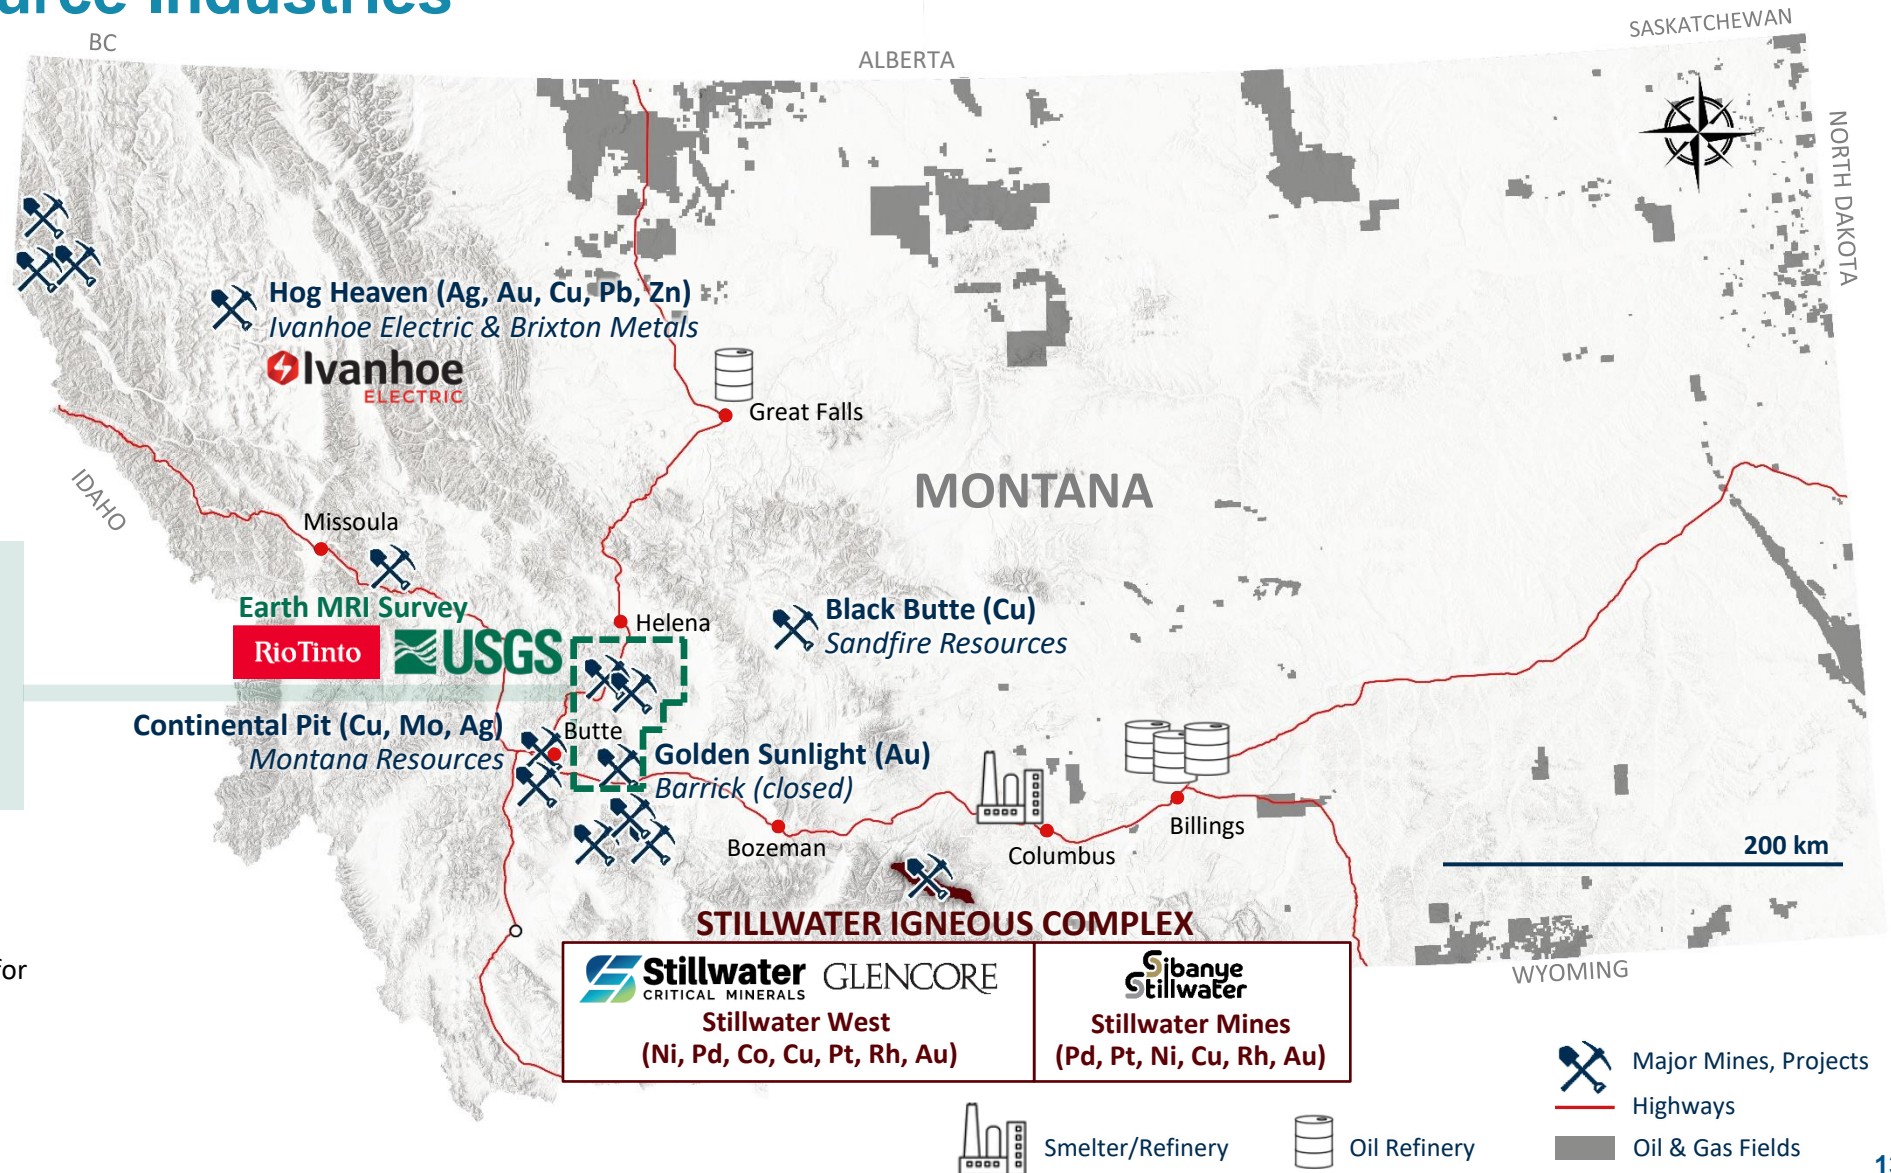 BC
ALBERTA
SASKATCHEWAN
NORTH DAKOTA
Hog Heaven (Ag, Au, Cu, Pb, Zn)
Ivanhoe Electric & Brixton Metals
Ivanhoe
ELECTRIC
Great Falls
MONTANA
IDAHO
Missoula
Earth MRI Survey
RioTinto
USGS
Helena
Black Butte (Cu)
Sandfire Resources
Continental Pit (Cu, Mo, Ag)
Montana Resources
Butte
Golden Sunlight (Au)
Barrick (closed)
Bozeman
Columbus
Billings
200 km
STILLWATER IGNEOUS COMPLEX
WYOMING
for
Stillwater
CRITICAL MINERALS
GLENCORE
Stillwater West
(Ni, Pd, Co, Cu, Pt, Rh, Au)
Sibanye
Stillwater
Stillwater Mines
(Pd, Pt, Ni, Cu, Rh, Au)
Major Mines, Projects
Highways
Smelter/Refinery
Oil Refinery
Oil & Gas Fields